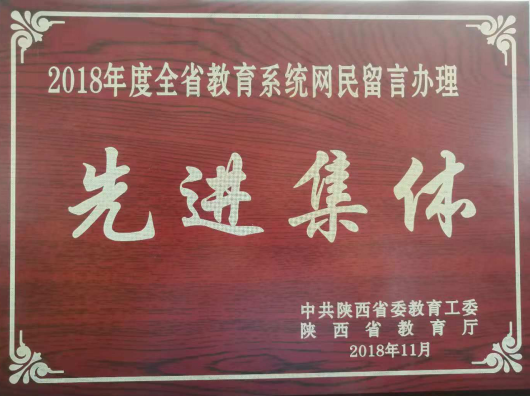 2018年度全省教育系统网民留言办理
先进集体
中共陕西省委教育工委
陕西省教育厅
2018年11月